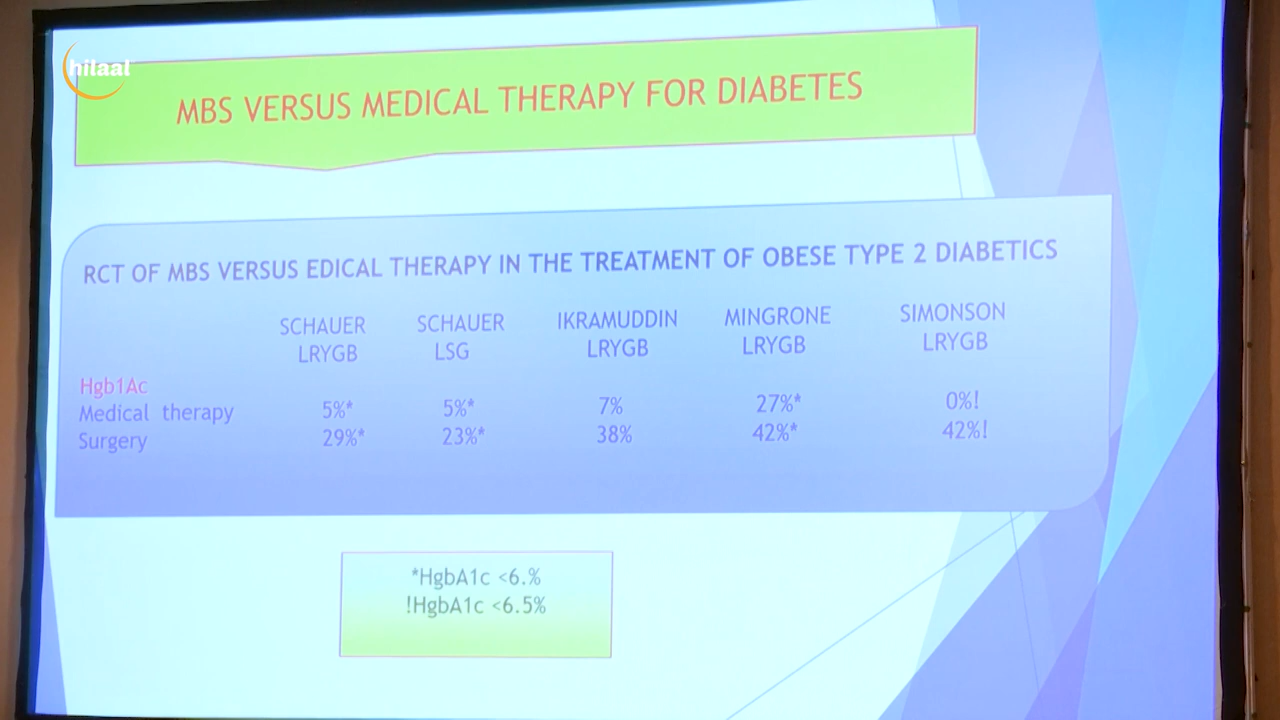 hilaal
MBS VERSUS MEDICAL THERAPY FOR DIABETES
RCT OF MBS VERSUS EDICAL THERAPY IN THE TREATMENT OF OBESE TYPE 2 DIABETICS
SCHAUER SCHAUER IKRAMUDDIN MINGRONE SIMONSON
LRYGB LSG LRYGB LRYGB LRYGB
Hgb1Ac
Medical therapy 5%* 5%* 7% 27%* 0%!
Surgery 29%* 23%* 38% 42%* 42%!
*HgbA1c <6.%
!HgbA1c <6.5%